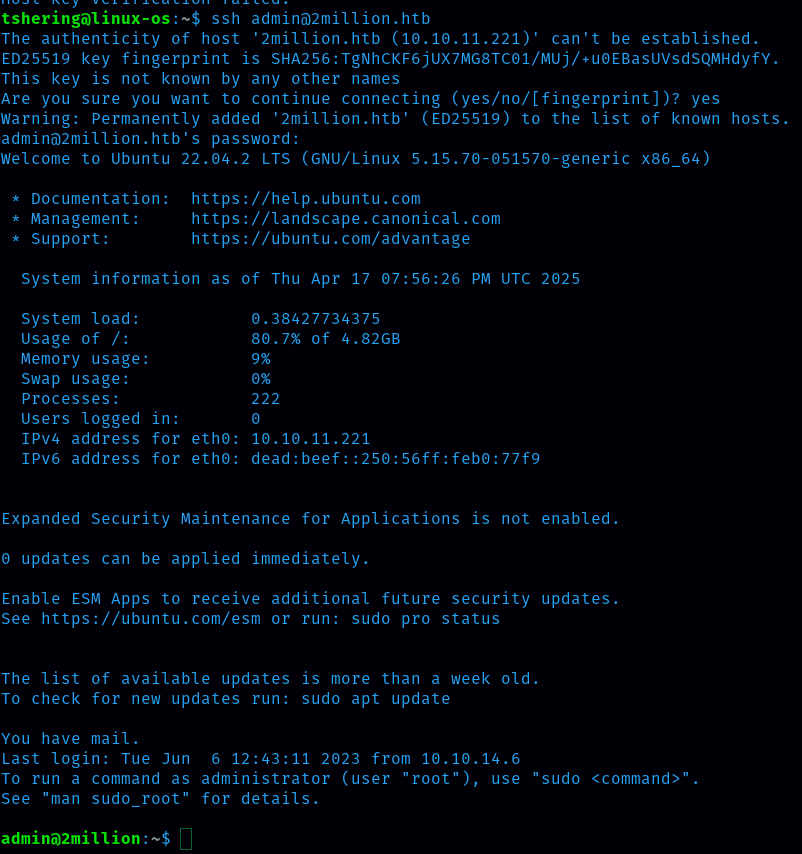 Host key verification failed.
tshering@linux-os:~$ ssh admin@2million.htb
The authenticity of host '2million.htb (10.10.11.221)' can't be established.
ED25519 key fingerprint is SHA256:TgNhCKF6jUX7MG8TC01/MUj/+u0EBasUVsdSQMHdyfY.
This key is not known by any other names
Are you sure you want to continue connecting (yes/no/[fingerprint])? yes
Warning: Permanently added '2million.htb' (ED25519) to the list of known hosts.
admin@2million.htb's password:
Welcome to Ubuntu 22.04.2 LTS (GNU/Linux 5.15.70-051570-generic x86_64)
* Documentation:  https://help.ubuntu.com
* Management:     https://landscape.canonical.com
* Support:        https://ubuntu.com/advantage
System information as of Thu Apr 17 07:56:26 PM UTC 2025
System load:           0.38427734375
Usage of /:            80.7% of 4.82GB
Memory usage:          9%
Swap usage:            0%
Processes:             222
Users logged in:       0
IPv4 address for eth0: 10.10.11.221
IPv6 address for eth0: dead:beef::250:56ff:feb0:77f9
Expanded Security Maintenance for Applications is not enabled.
0 updates can be applied immediately.
Enable ESM Apps to receive additional future security updates.
See https://ubuntu.com/esm or run: sudo pro status
The list of available updates is more than a week old.
To check for new updates run: sudo apt update
You have mail.
Last login: Tue Jun  6 12:43:11 2023 from 10.10.14.6
To run a command as administrator (user "root"), use "sudo <command>".
See "man sudo_root" for details.
admin@2million:~$